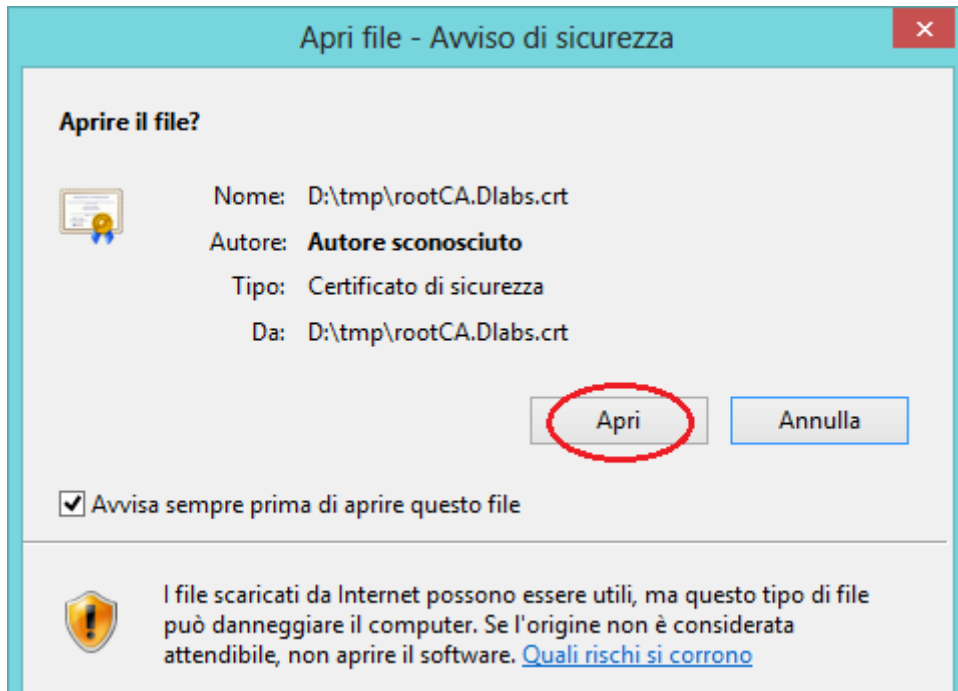 Apri file - Avviso di sicurezza
Aprire il file?
Nome: D:\tmp\rootCA.Dlabs.crt
Autore: Autore sconosciuto
Tipo: Certificato di sicurezza
Da: D:\tmp\rootCA.Dlabs.crt
Apri Annulla
Avvisa sempre prima di aprire questo file
I file scaricati da Internet possono essere utili, ma questo tipo di file
può danneggiare il computer. Se l'origine non è considerata
attendibile, non aprire il software. Quali rischi si corrono